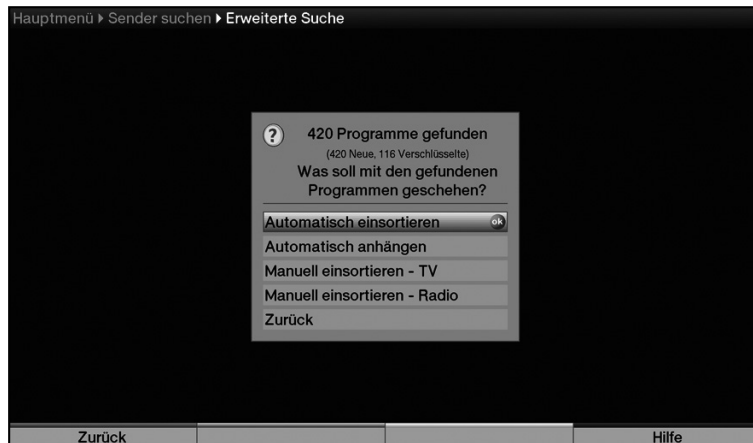 Hauptmenü ▸ Sender suchen ▸ Erweiterte Suche
? 420 Programme gefunden
(420 Neue, 116 Verschlüsselte)
Was soll mit den gefundenen
Programmen geschehen?
Automatisch einsortieren ok
Automatisch anhängen
Manuell einsortieren - TV
Manuell einsortieren - Radio
Zurück
Zurück Hilfe